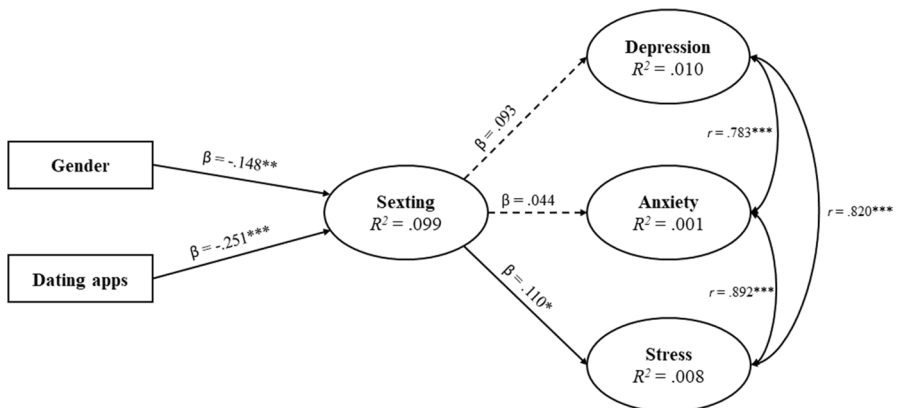 Depression
R² = .010
β = .093
r = .783***
Gender
β = -.148**
Sexting
R² = .099
β = .044
Anxiety
R² = .001
r = .820***
β = -.251***
Dating apps
β = .110*
r = .892***
Stress
R² = .008